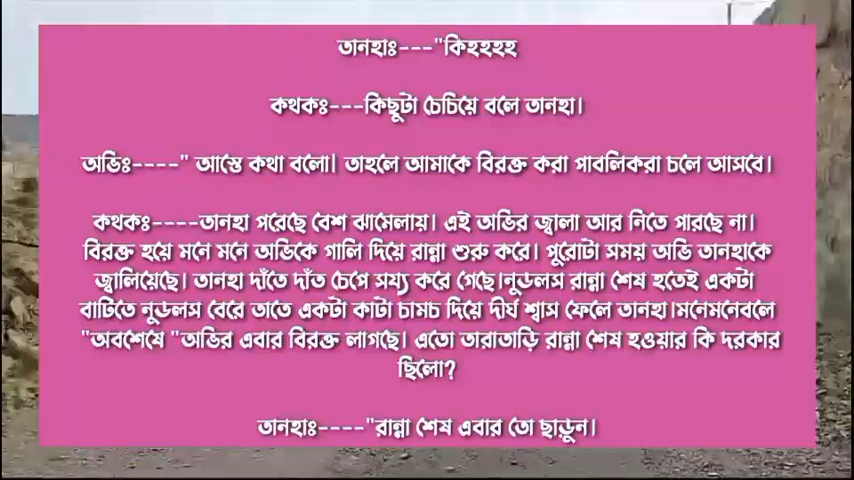 তানহাঃ---"কিহহহহ
কথকঃ---কিছুটা চেচিয়ে বলে তানহা।
অভিঃ----" আস্তে কথা বলো| তাহলে আমাকে বিরক্ত করা পাবলিকরা চলে আসবে।
কথকঃ----তানহা পরেছে বেশ ঝামেলায়। এই অভির জ্বালা আর নিতে পারছে না।
বিরক্ত হয়ে মনে মনে অভিকে গালি দিয়ে রান্না শুরু করে। পুরোটা সময় অভি তানহাকে
জ্বালিয়েছে। তানহা দাঁতে দাঁত চেপে সয্য করে গেছে।নুডলস রান্না শেষ হতেই একটা
বাটিতে নুডলস বেরে তাতে একটা কাটা চামচ দিয়ে দীর্ঘ শ্বাস ফেলে তানহা।মনেমনেবলে
"অবশেষে "অভির এবার বিরক্ত লাগছে। এতো তারাতাড়ি রান্না শেষ হওয়ার কি দরকার
ছিলো?
তানহাঃ----"রান্না শেষ এবার তো ছাড়ুন।